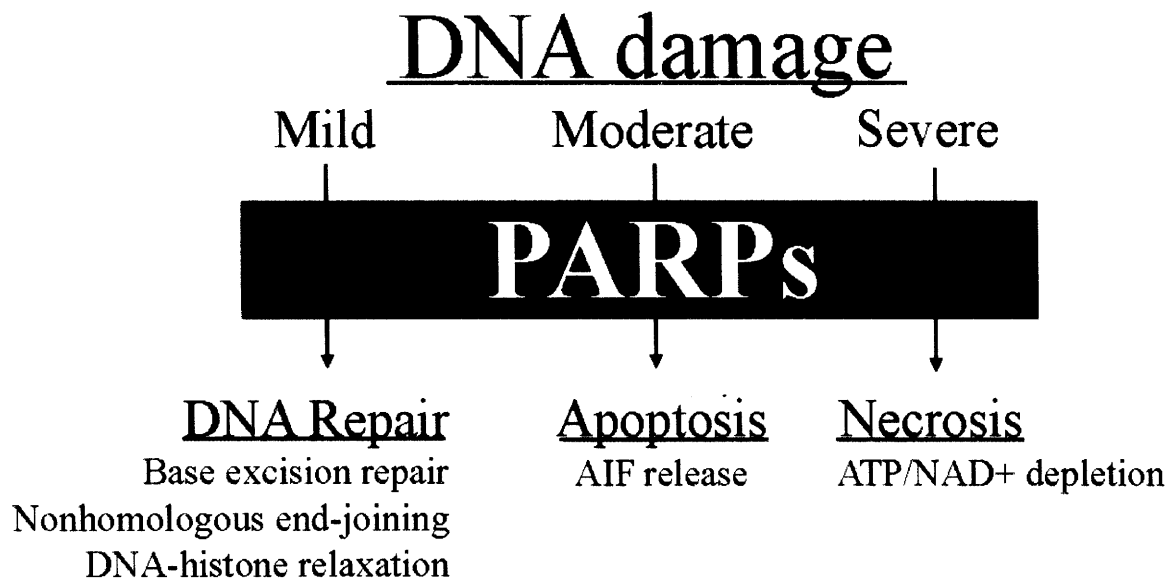 DNA damage
Mild Moderate Severe
PARPs
DNA Repair Apoptosis Necrosis
Base excision repair AIF release ATP/NAD+ depletion
Nonhomologous end-joining
DNA-histone relaxation